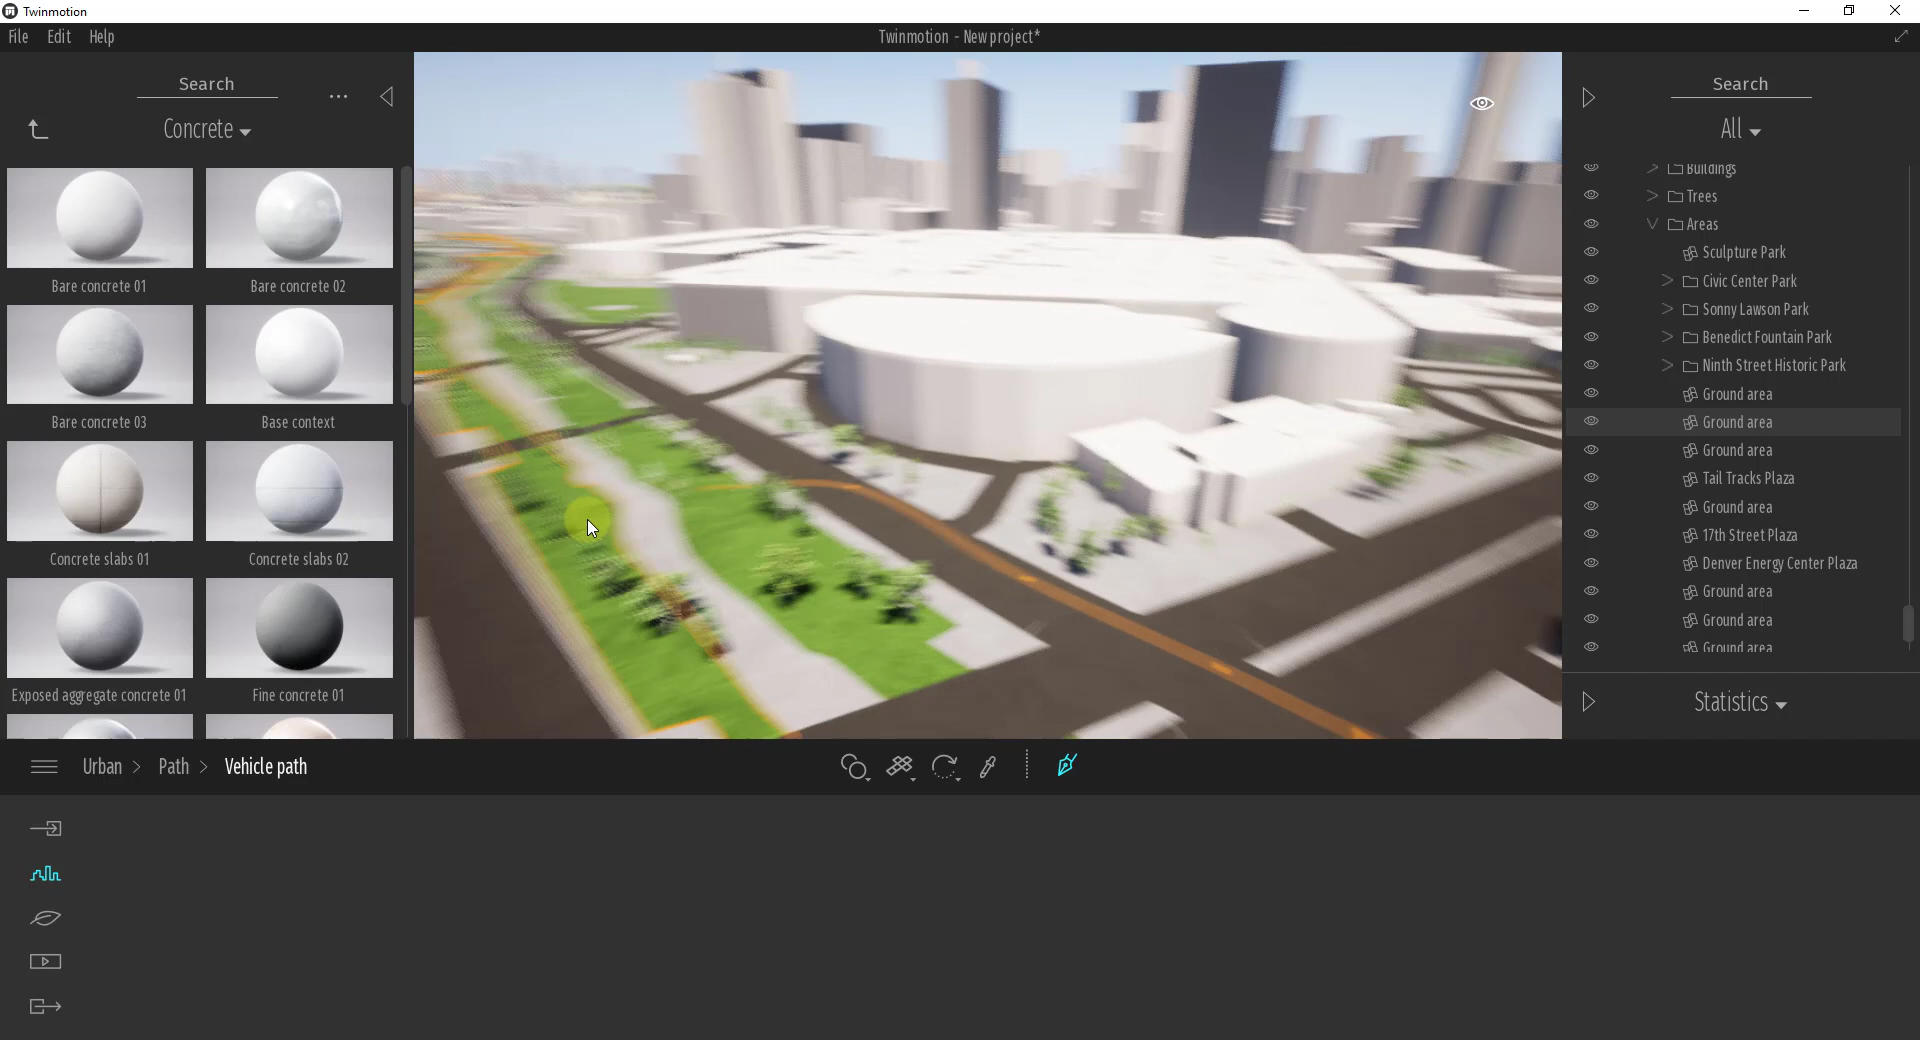 Twinmotion
File Edit Help
Twinmotion - New project*
Search
Concrete
Bare concrete 01
Bare concrete 02
Bare concrete 03
Base context
Concrete slabs 01
Concrete slabs 02
Exposed aggregate concrete 01
Fine concrete 01
Search
All
Buildings
Trees
Areas
Sculpture Park
Civic Center Park
Sonny Lawson Park
Benedict Fountain Park
Ninth Street Historic Park
Ground area
Ground area
Ground area
Tail Tracks Plaza
Ground area
17th Street Plaza
Denver Energy Center Plaza
Ground area
Ground area
Ground area
Statistics
Urban > Path > Vehicle path